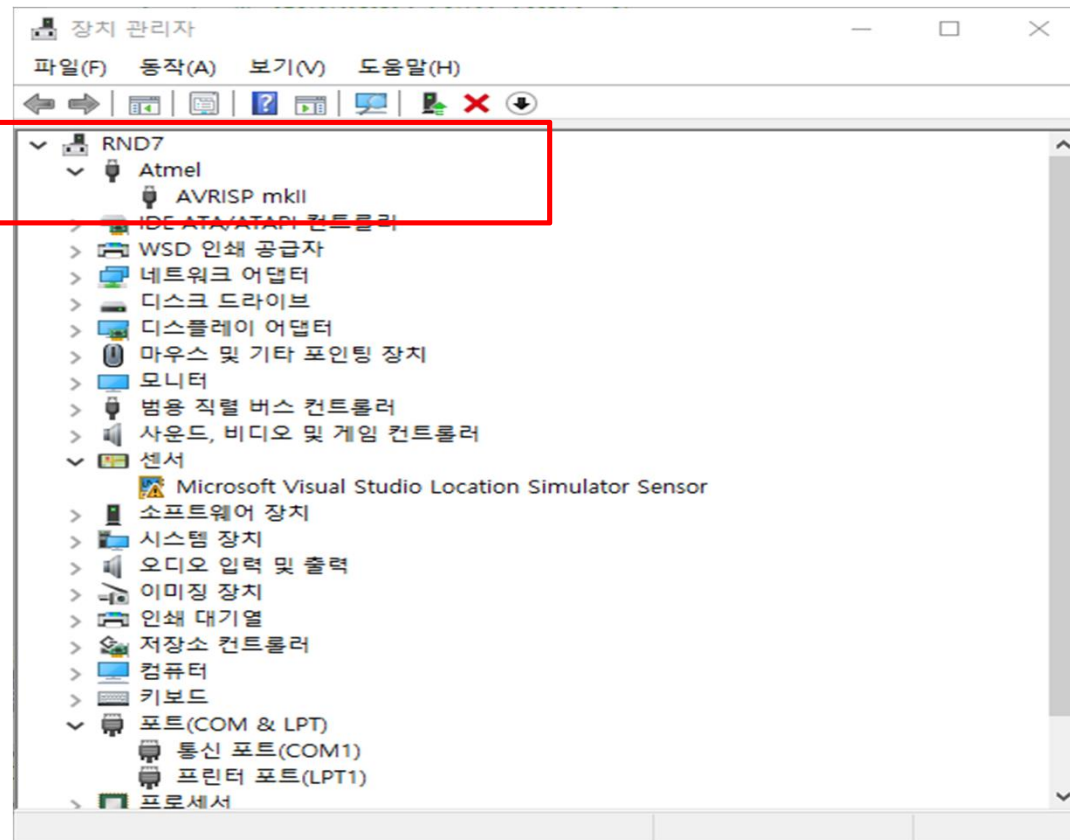 장치 관리자
파일(F) 동작(A) 보기(V) 도움말(H)
RND7
Atmel
AVRISP mkII
IDE ATA/ATAPI 컨트롤러
WSD 인쇄 공급자
네트워크 어댑터
디스크 드라이브
디스플레이 어댑터
마우스 및 기타 포인팅 장치
모니터
범용 직렬 버스 컨트롤러
사운드, 비디오 및 게임 컨트롤러
센서
Microsoft Visual Studio Location Simulator Sensor
소프트웨어 장치
시스템 장치
오디오 입력 및 출력
이미징 장치
인쇄 대기열
저장소 컨트롤러
컴퓨터
키보드
포트(COM & LPT)
통신 포트(COM1)
프린터 포트(LPT1)
프로세서